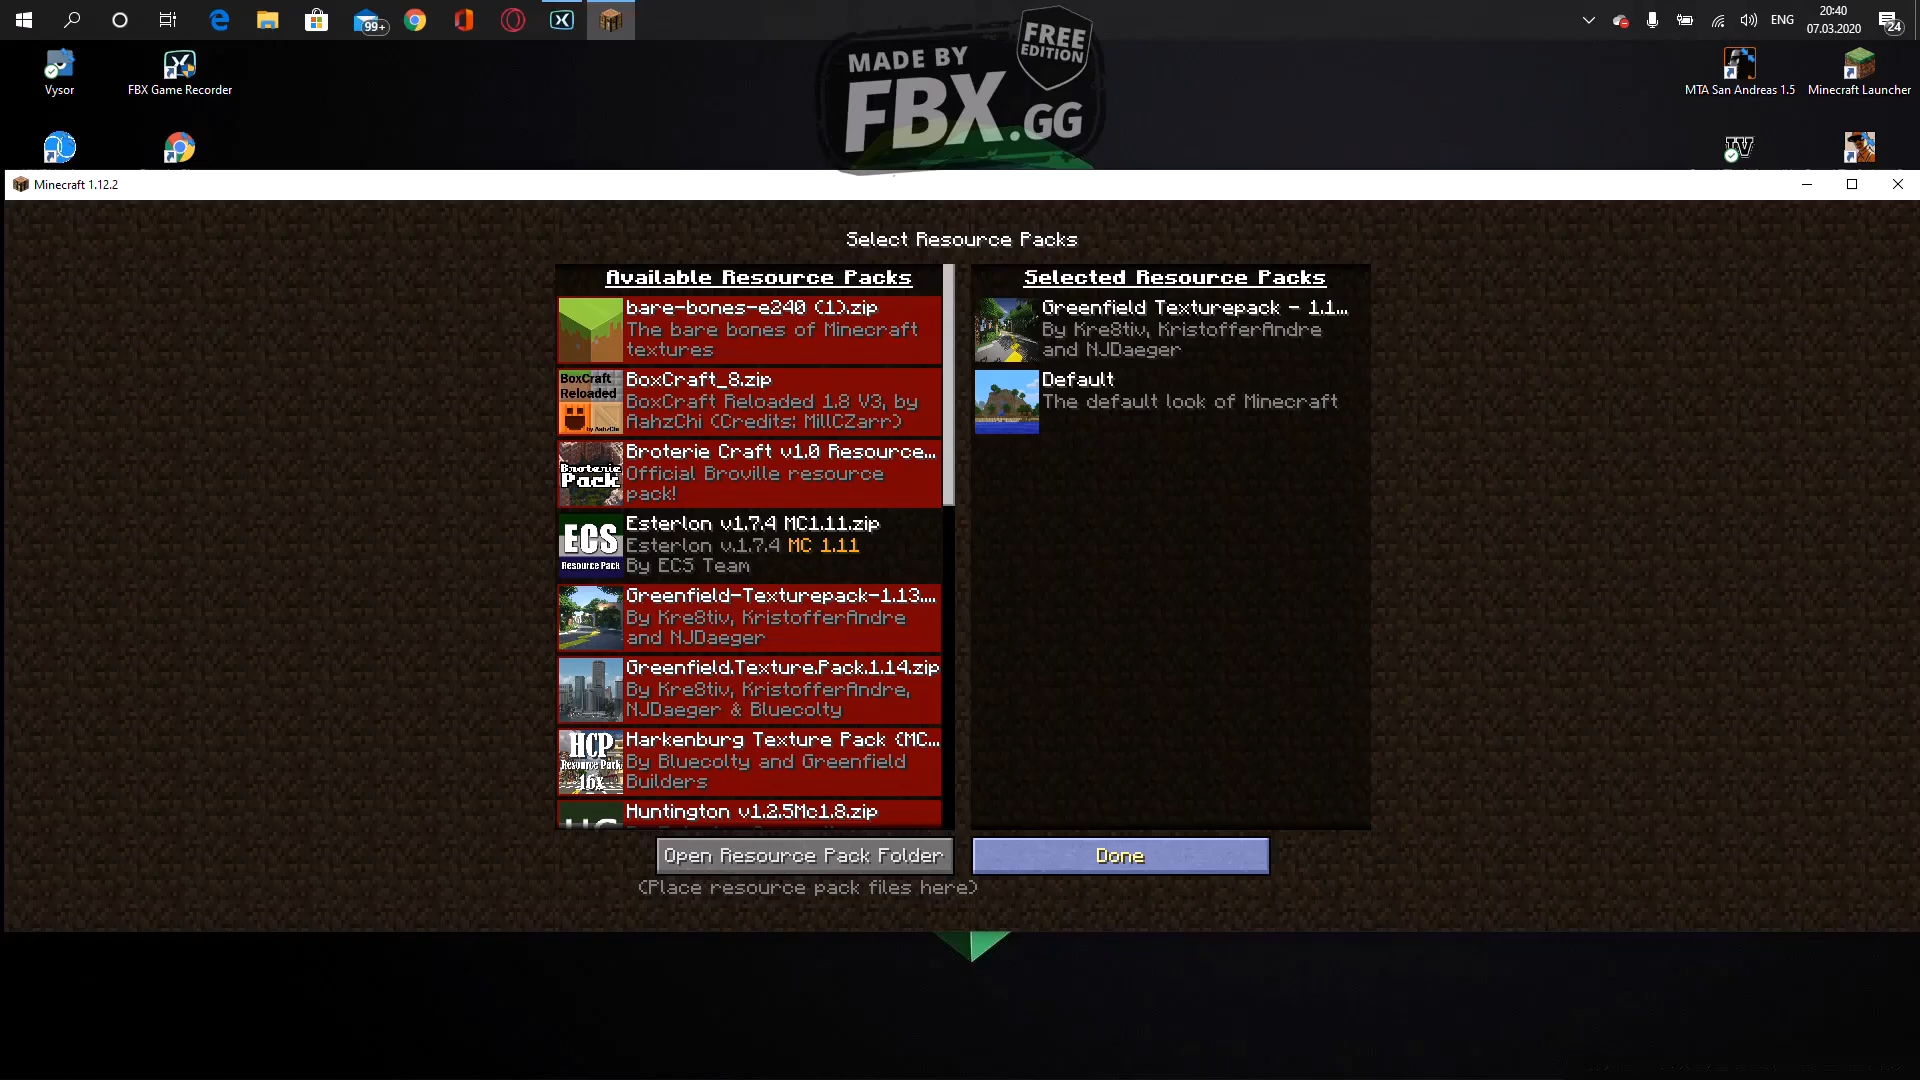 ENG
20:40
07.03.2020
99+
24
MADE BY
FBX.GG
FREE
EDITION
Vysor
FBX Game Recorder
MTA San Andreas 1.5
Minecraft Launcher
IV
Minecraft 1.12.2
Select Resource Packs
Available Resource Packs
bare-bones-e240 (1).zip
The bare bones of Minecraft
textures
BoxCraft
Reloaded
by AahzChi
BoxCraft_8.zip
BoxCraft Reloaded 1.8 V3, by
AahzChi (Credits: MillCZarr)
Broterie
Pack
Broterie Craft v1.0 Resource...
Official Broville resource
pack!
ECS
Resource Pack
Esterlon v1.7.4 MC1.11.zip
Esterlon v.1.7.4 MC 1.11
By ECS Team
Greenfield-Texturepack-1.13....
By Kre8tiv, KristofferAndre
and NJDaeger
Greenfield.Texture.Pack.1.14.zip
By Kre8tiv, KristofferAndre,
NJDaeger & Bluecolty
HCP
Resource Pack
16x
Harkenburg Texture Pack (MC...
By Bluecolty and Greenfield
Builders
Huntington v1.2.5Mc1.8.zip
Selected Resource Packs
Greenfield Texturepack - 1.1...
By Kre8tiv, KristofferAndre
and NJDaeger
Default
The default look of Minecraft
Open Resource Pack Folder
Done
(Place resource pack files here)